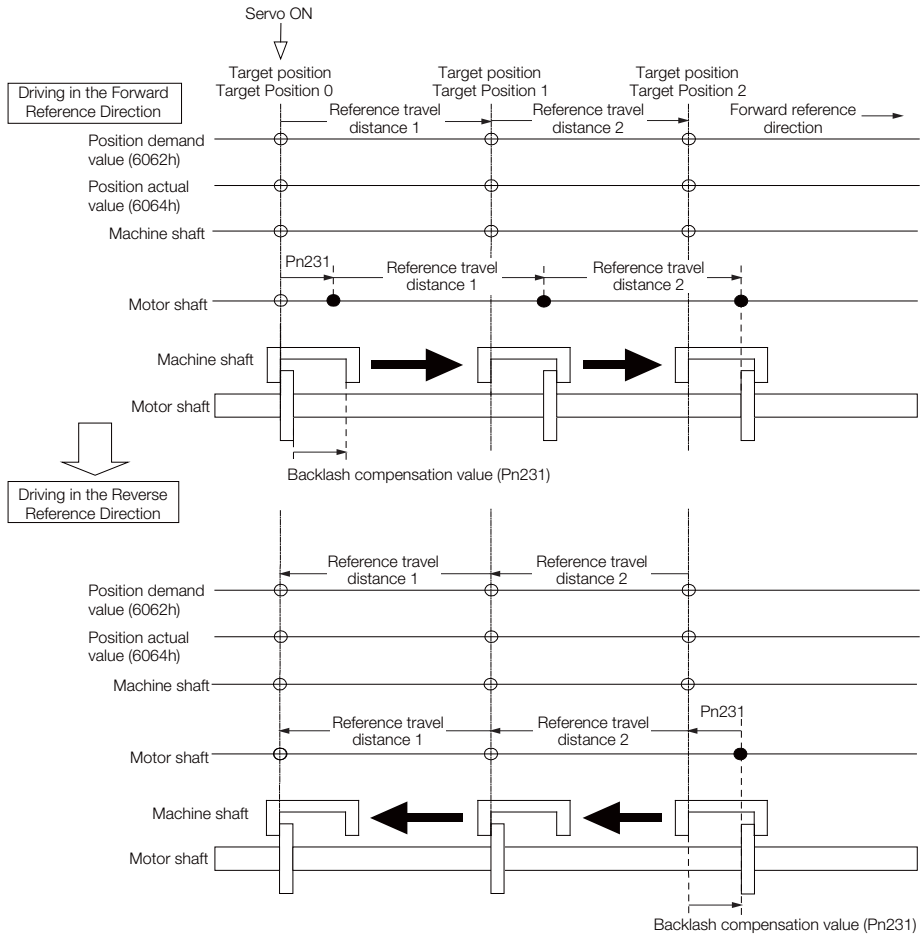 Servo ON
Driving in the Forward
Reference Direction
Target position
Target Position 0
Target position
Target Position 1
Target position
Target Position 2
Reference travel
distance 1
Reference travel
distance 2
Forward reference
direction
Position demand
value (6062h)
Position actual
value (6064h)
Machine shaft
Pn231
Reference travel
distance 1
Reference travel
distance 2
Motor shaft
Machine shaft
Motor shaft
Backlash compensation value (Pn231)
Driving in the Reverse
Reference Direction
Reference travel
distance 1
Reference travel
distance 2
Position demand
value (6062h)
Position actual
value (6064h)
Machine shaft
Reference travel
distance 1
Reference travel
distance 2
Pn231
Motor shaft
Machine shaft
Motor shaft
Backlash compensation value (Pn231)